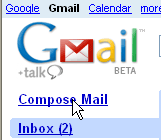 Google Gmail Calendar more
Gmail
+talk BETA
Compose Mail
Inbox (2)